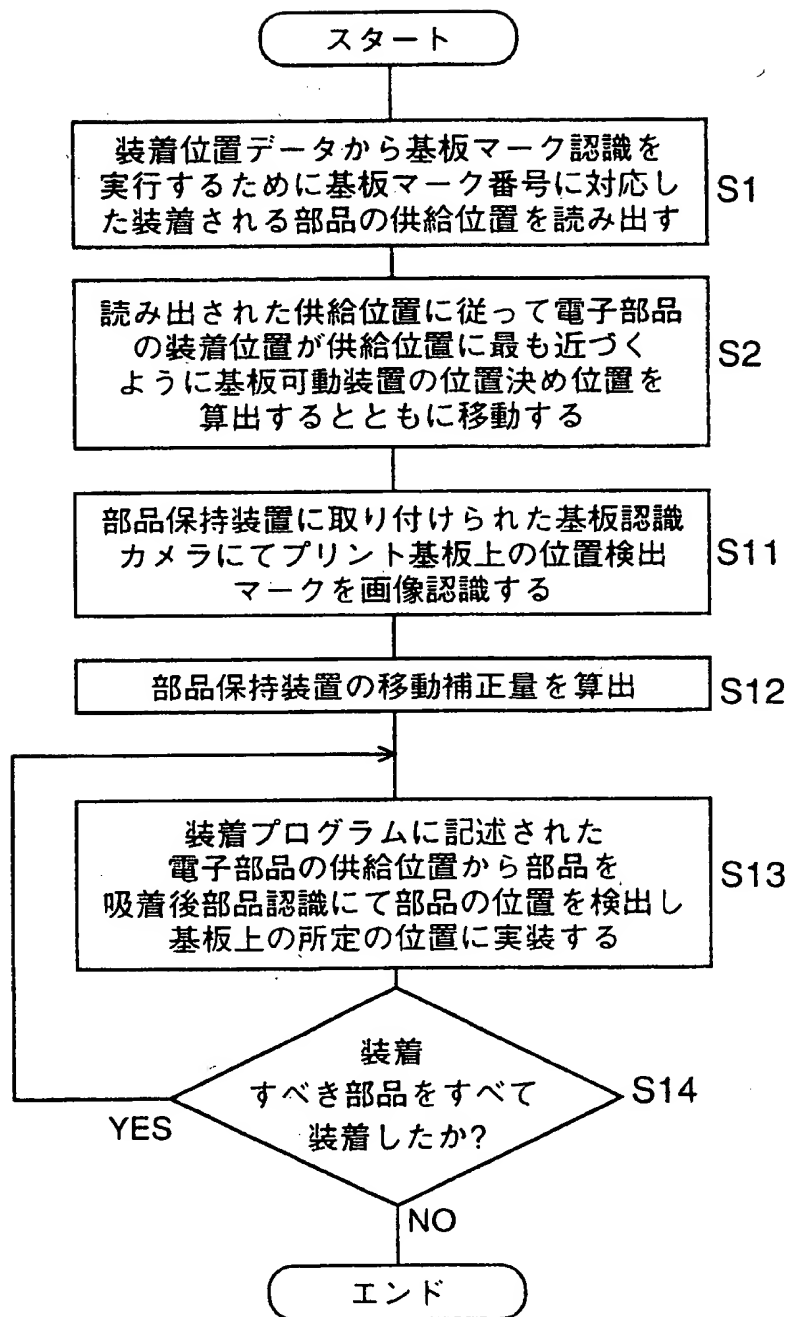 スタート
装着位置データから基板マーク認識を
実行するために基板マーク番号に対応し
た装着される部品の供給位置を読み出す
S1
読み出された供給位置に従って電子部品
の装着位置が供給位置に最も近づく
ように基板可動装置の位置決め位置を
算出するとともに移動する
S2
部品保持装置に取り付けられた基板認識
カメラにてプリント基板上の位置検出
マークを画像認識する
S11
部品保持装置の移動補正量を算出
S12
装着プログラムに記述された
電子部品の供給位置から部品を
吸着後部品認識にて部品の位置を検出し
基板上の所定の位置に実装する
S13
装着
すべき部品をすべて
装着したか?
S14
YES
NO
エンド